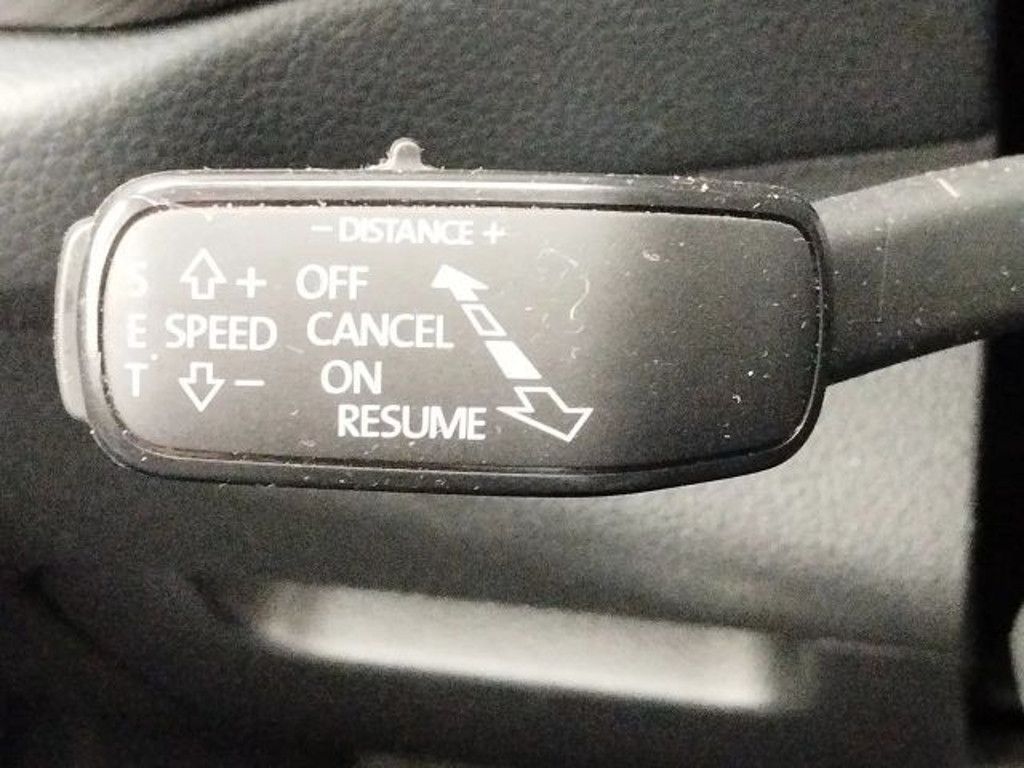 - DISTANCE +
S + OFF
E SPEED CANCEL
T - ON
RESUME